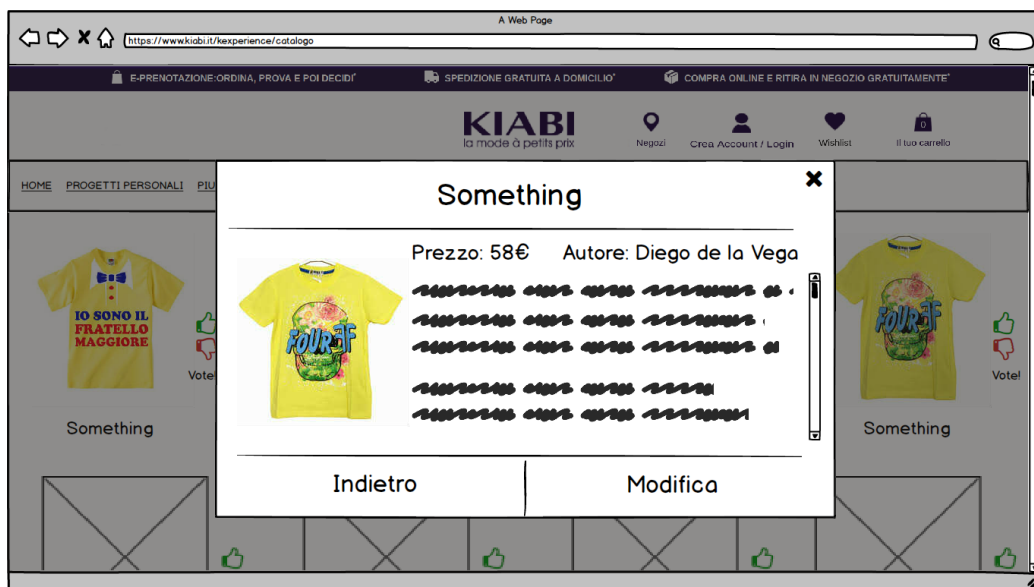 A Web Page
https://www.kiabi.it/kexperience/catalogo
E-PRENOTAZIONE:ORDINA, PROVA E POI DECIDI* SPEDIZIONE GRATUITA A DOMICILIO* COMPRA ONLINE E RITIRA IN NEGOZIO GRATUITAMENTE*
KIABI
la mode à petits prix
Negozi Crea Account / Login Wishlist 0 Il tuo carrello
HOME PROGETTI PERSONALI PIU
Something
Prezzo: 58€ Autore: Diego de la Vega
IO SONO IL
FRATELLO
MAGGIORE
FOUR
FOUR
Vote!
Vote!
Something
Something
Indietro Modifica